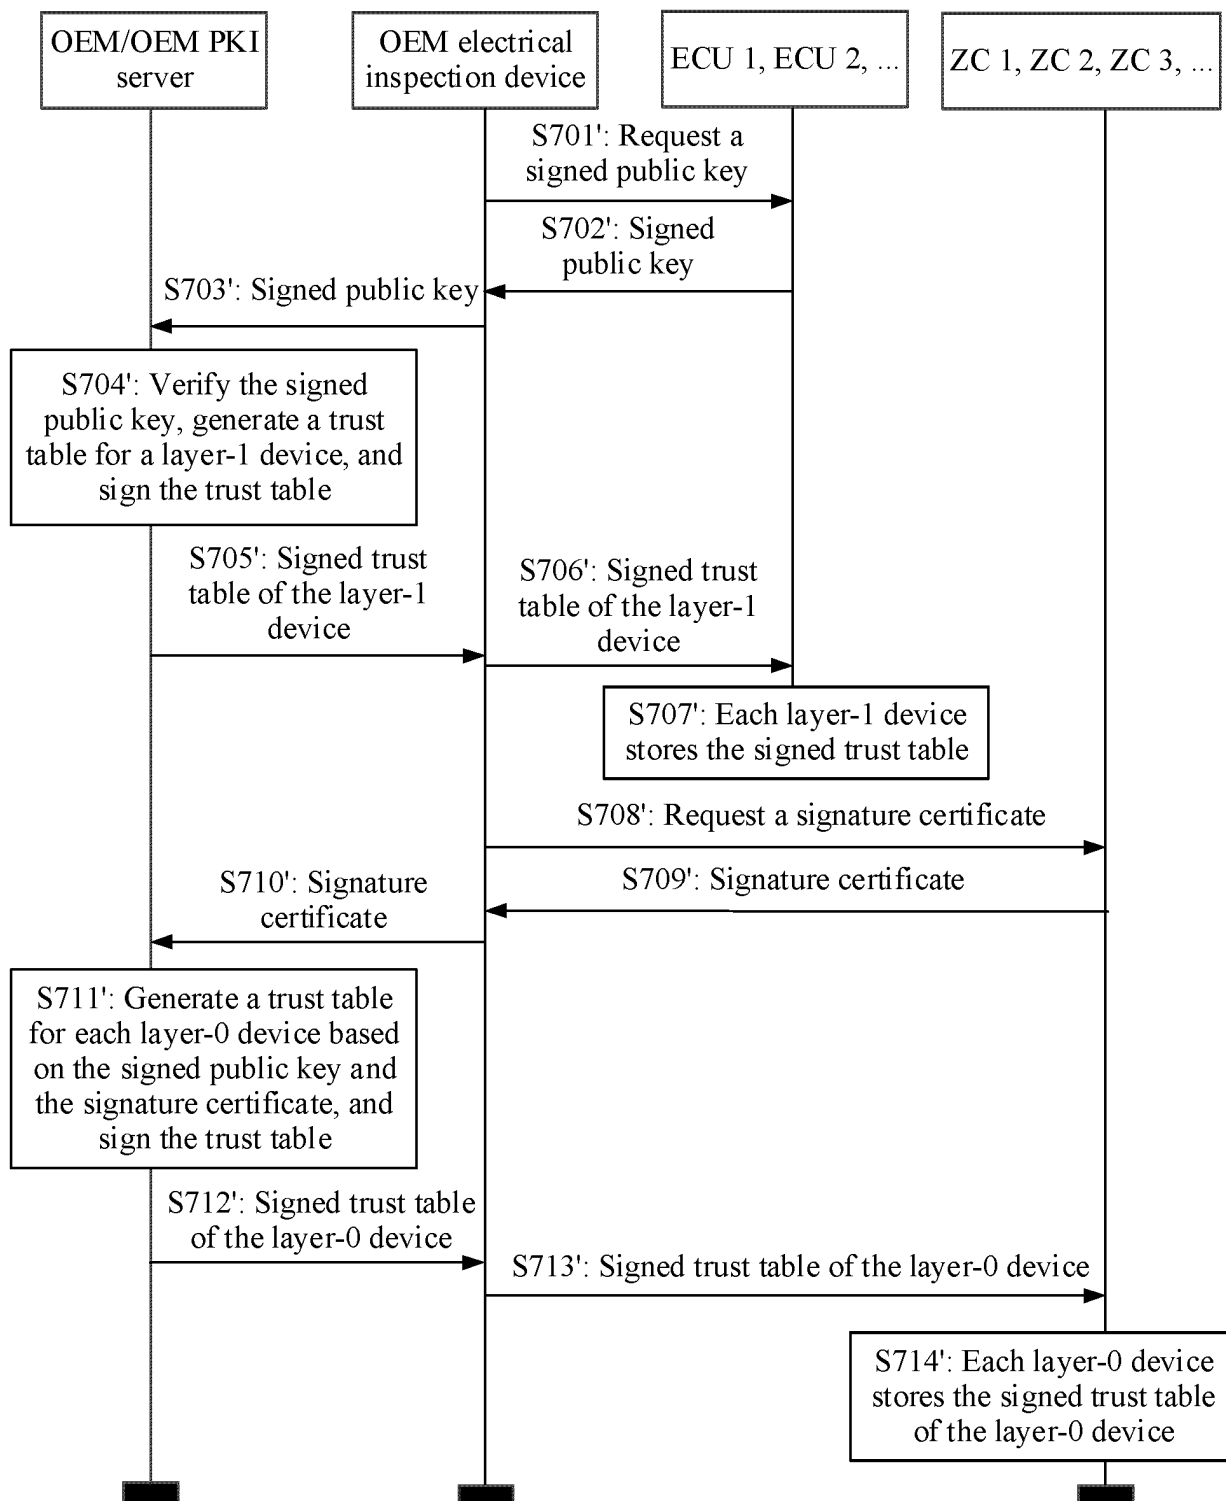 OEM/OEM PKI
server
OEM electrical
inspection device
ECU 1, ECU 2, ...
ZC 1, ZC 2, ZC 3, ...
S701': Request a
signed public key
S702': Signed
public key
S703': Signed public key
S704': Verify the signed
public key, generate a trust
table for a layer-1 device, and
sign the trust table
S705': Signed trust
table of the layer-1
device
S706': Signed trust
table of the layer-1
device
S707': Each layer-1 device
stores the signed trust table
S708': Request a signature certificate
S709': Signature certificate
S710': Signature
certificate
S711': Generate a trust table
for each layer-0 device based
on the signed public key and
the signature certificate, and
sign the trust table
S712': Signed trust table
of the layer-0 device
S713': Signed trust table of the layer-0 device
S714': Each layer-0 device
stores the signed trust table
of the layer-0 device